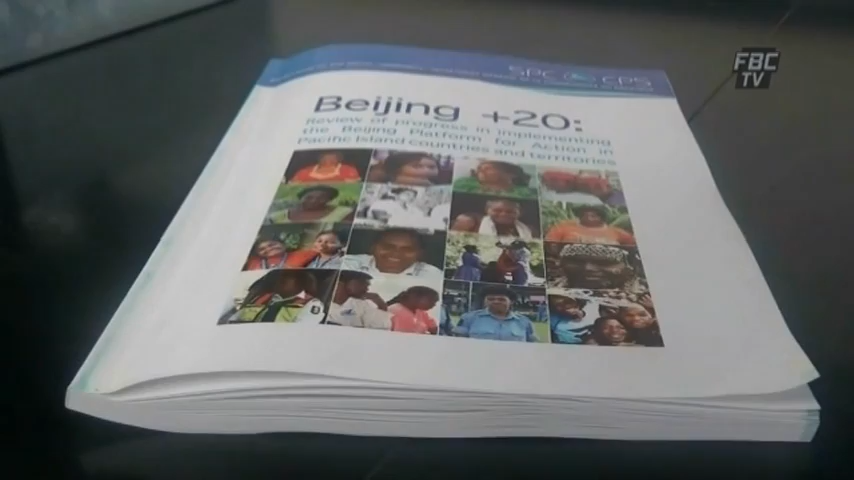 FBC
TV
SPC CPS
Beijing +20:
Review of progress in implementing
the Beijing Platform for Action in
Pacific Island countries and territories